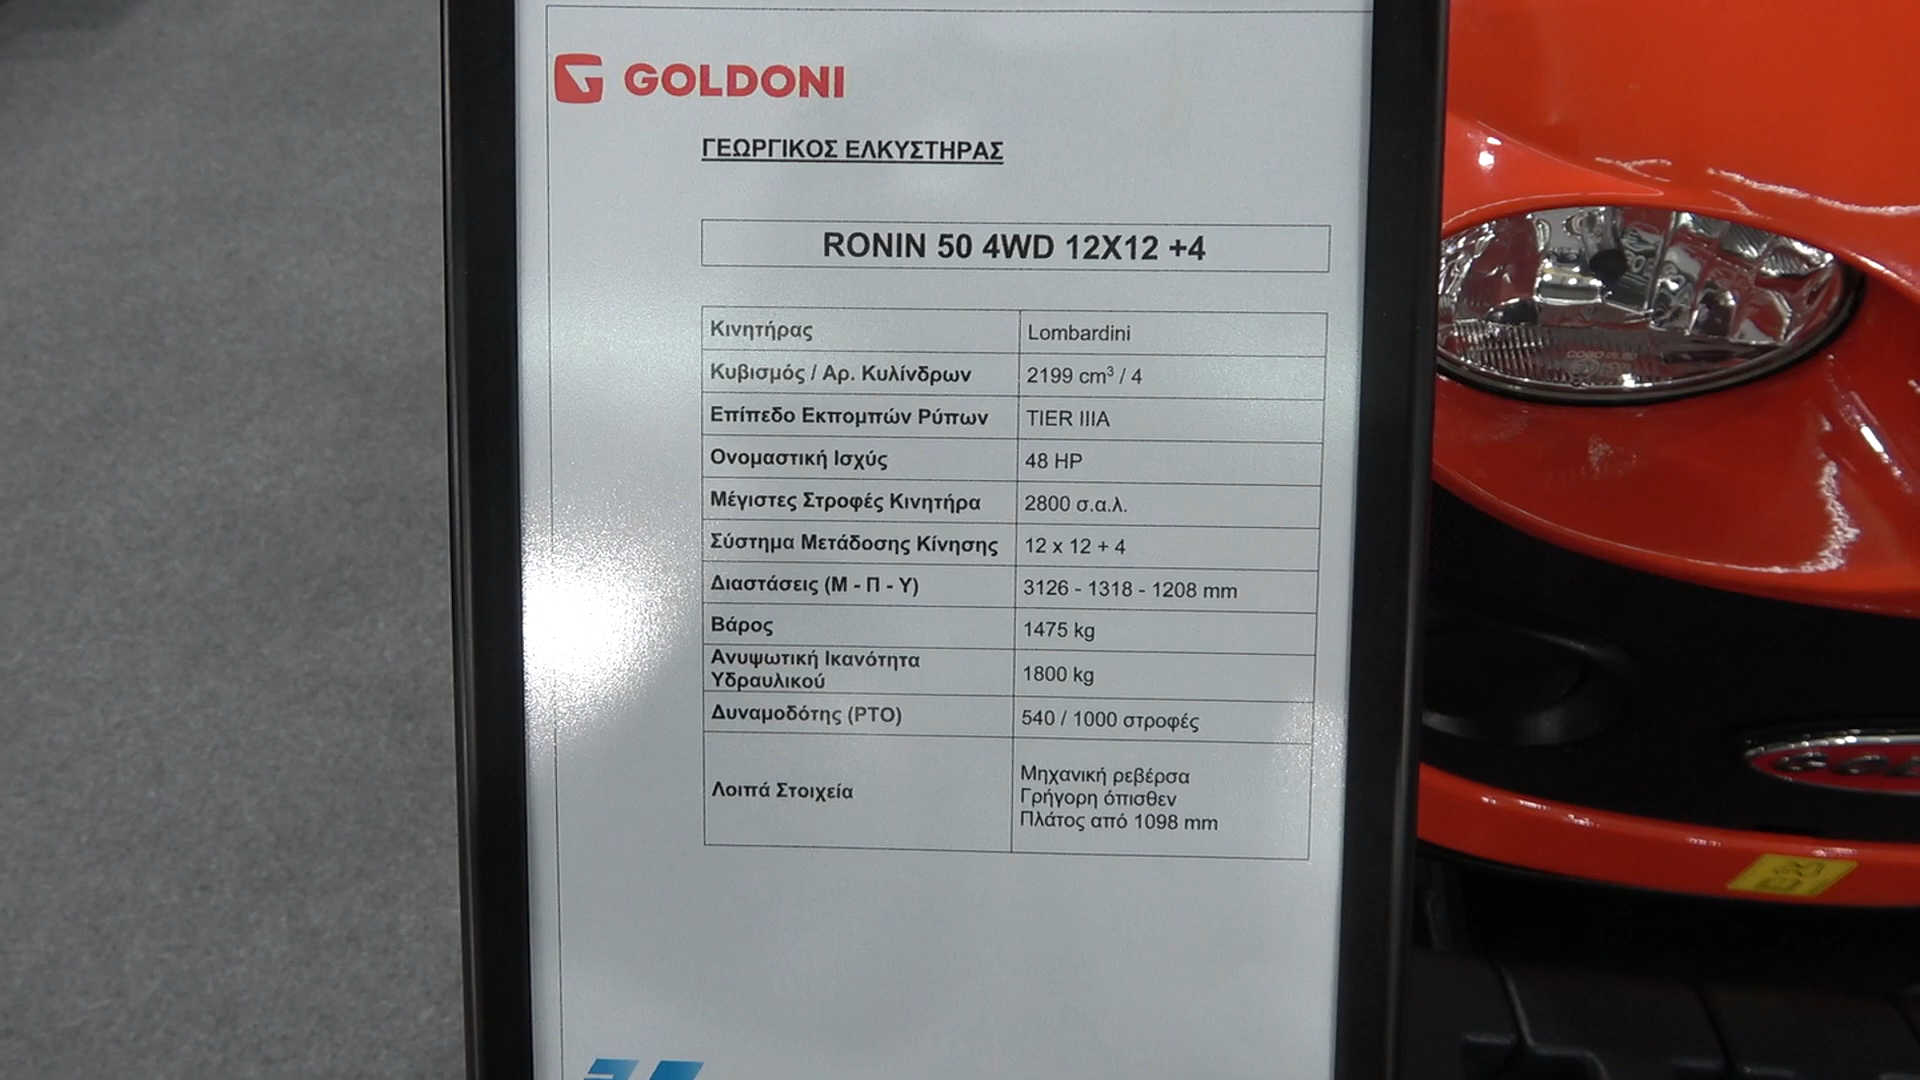 GOLDONI
ΓΕΩΡΓΙΚΟΣ ΕΛΚΥΣΤΗΡΑΣ
RONIN 50 4WD 12X12 +4
Κινητήρας Lombardini
Κυβισμός / Αρ. Κυλίνδρων 2199 cm³ / 4
Επίπεδο Εκπομπών Ρύπων TIER IIIA
Ονομαστική Ισχύς 48 HP
Μέγιστες Στροφές Κινητήρα 2800 σ.α.λ.
Σύστημα Μετάδοσης Κίνησης 12 x 12 + 4
Διαστάσεις (Μ - Π - Υ) 3126 - 1318 - 1208 mm
Βάρος 1475 kg
Ανυψωτική Ικανότητα
Υδραυλικού 1800 kg
Δυναμοδότης (PTO) 540 / 1000 στροφές
Λοιπά Στοιχεία
Μηχανική ρεβέρσα
Γρήγορη όπισθεν
Πλάτος από 1098 mm